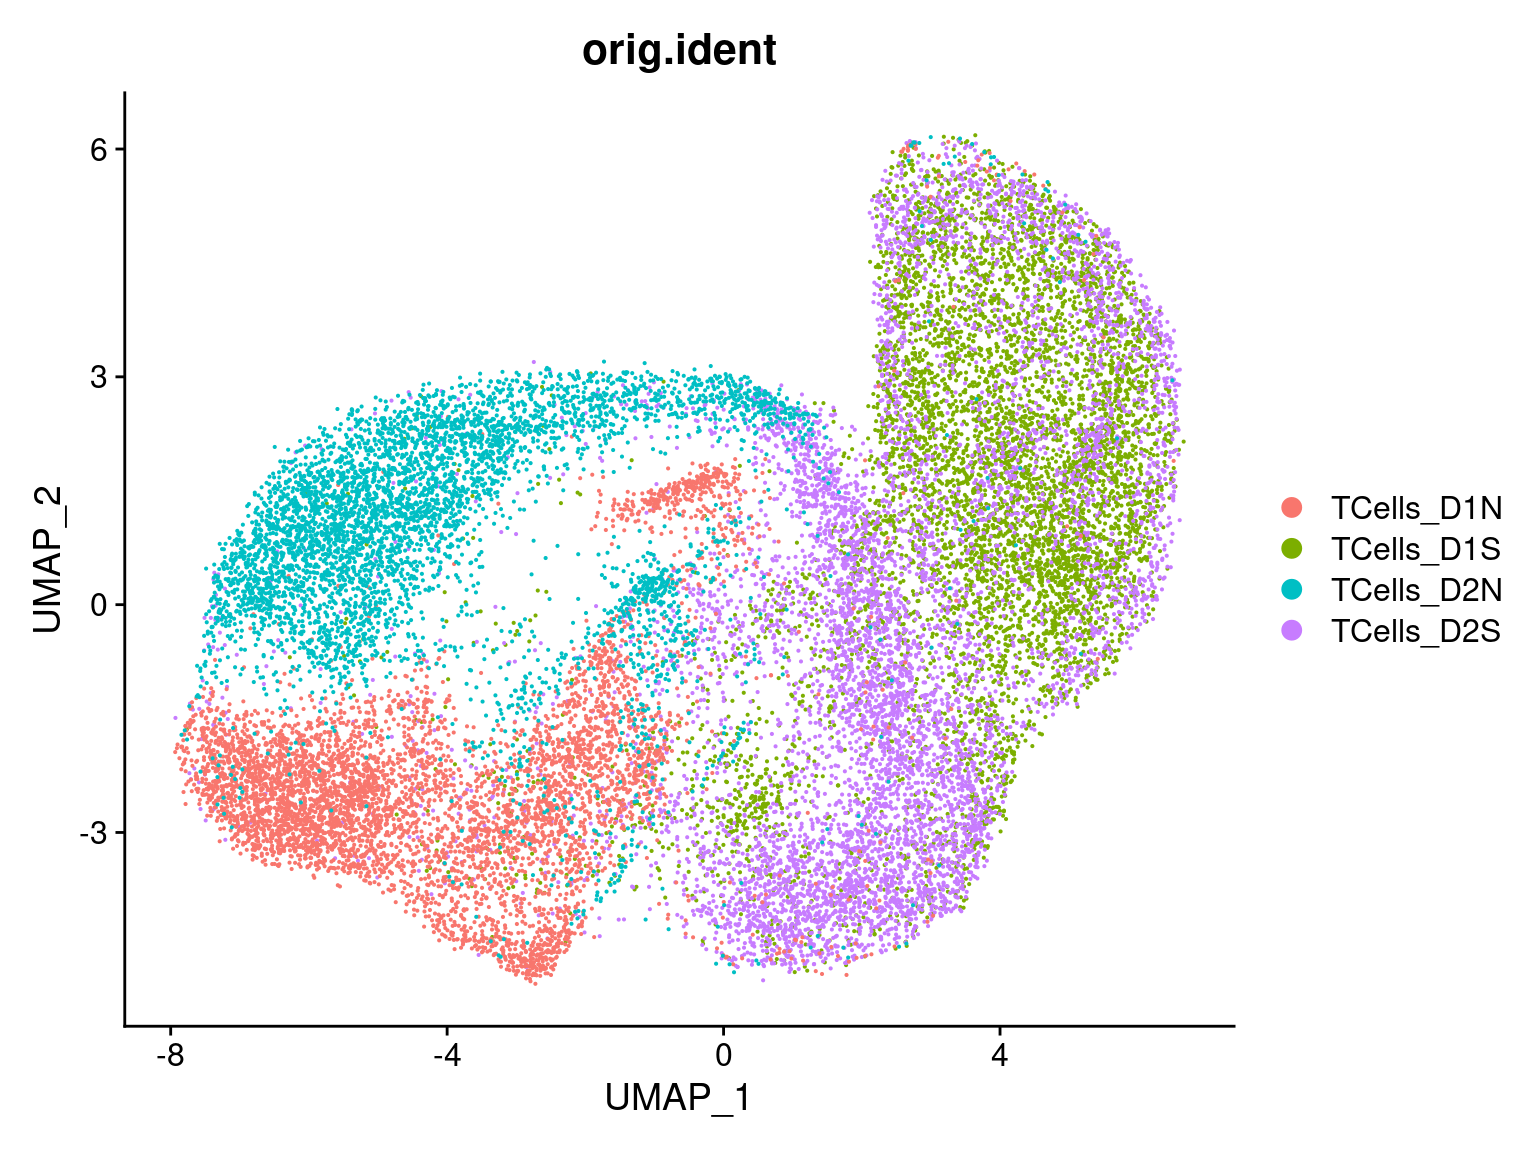 orig.ident
6
3
0
-3
UMAP_2
-8
-4
0
4
UMAP_1
TCells_D1N
TCells_D1S
TCells_D2N
TCells_D2S